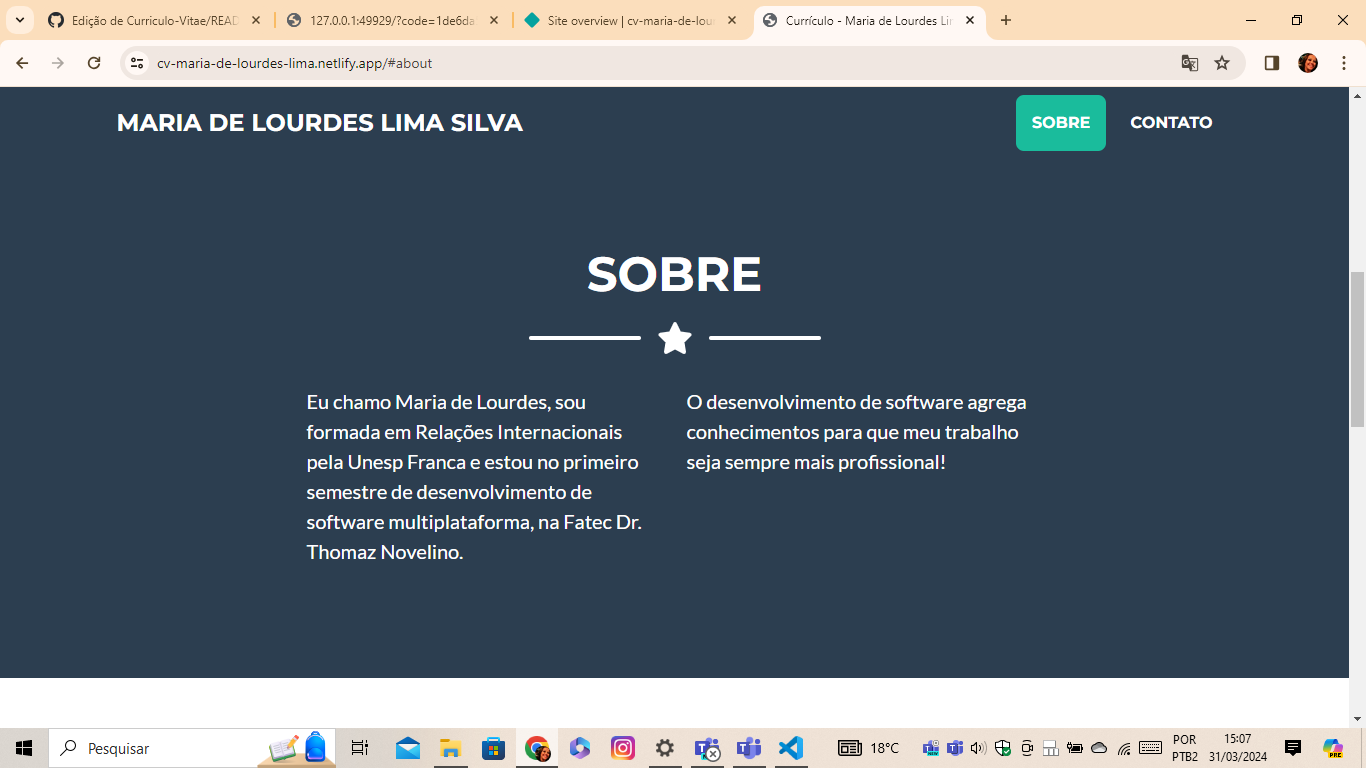 Edição de Curriculo-Vitae/READ
127.0.0.1:49929/?code=1de6da
Site overview | cv-maria-de-lou
Currículo - Maria de Lourdes Li
cv-maria-de-lourdes-lima.netlify.app/#about
MARIA DE LOURDES LIMA SILVA
SOBRE
CONTATO
SOBRE
Eu chamo Maria de Lourdes, sou
formada em Relações Internacionais
pela Unesp Franca e estou no primeiro
semestre de desenvolvimento de
software multiplataforma, na Fatec Dr.
Thomaz Novelino.
O desenvolvimento de software agrega
conhecimentos para que meu trabalho
seja sempre mais profissional!
Pesquisar
18°C
POR
PTB2
15:07
31/03/2024
PRE